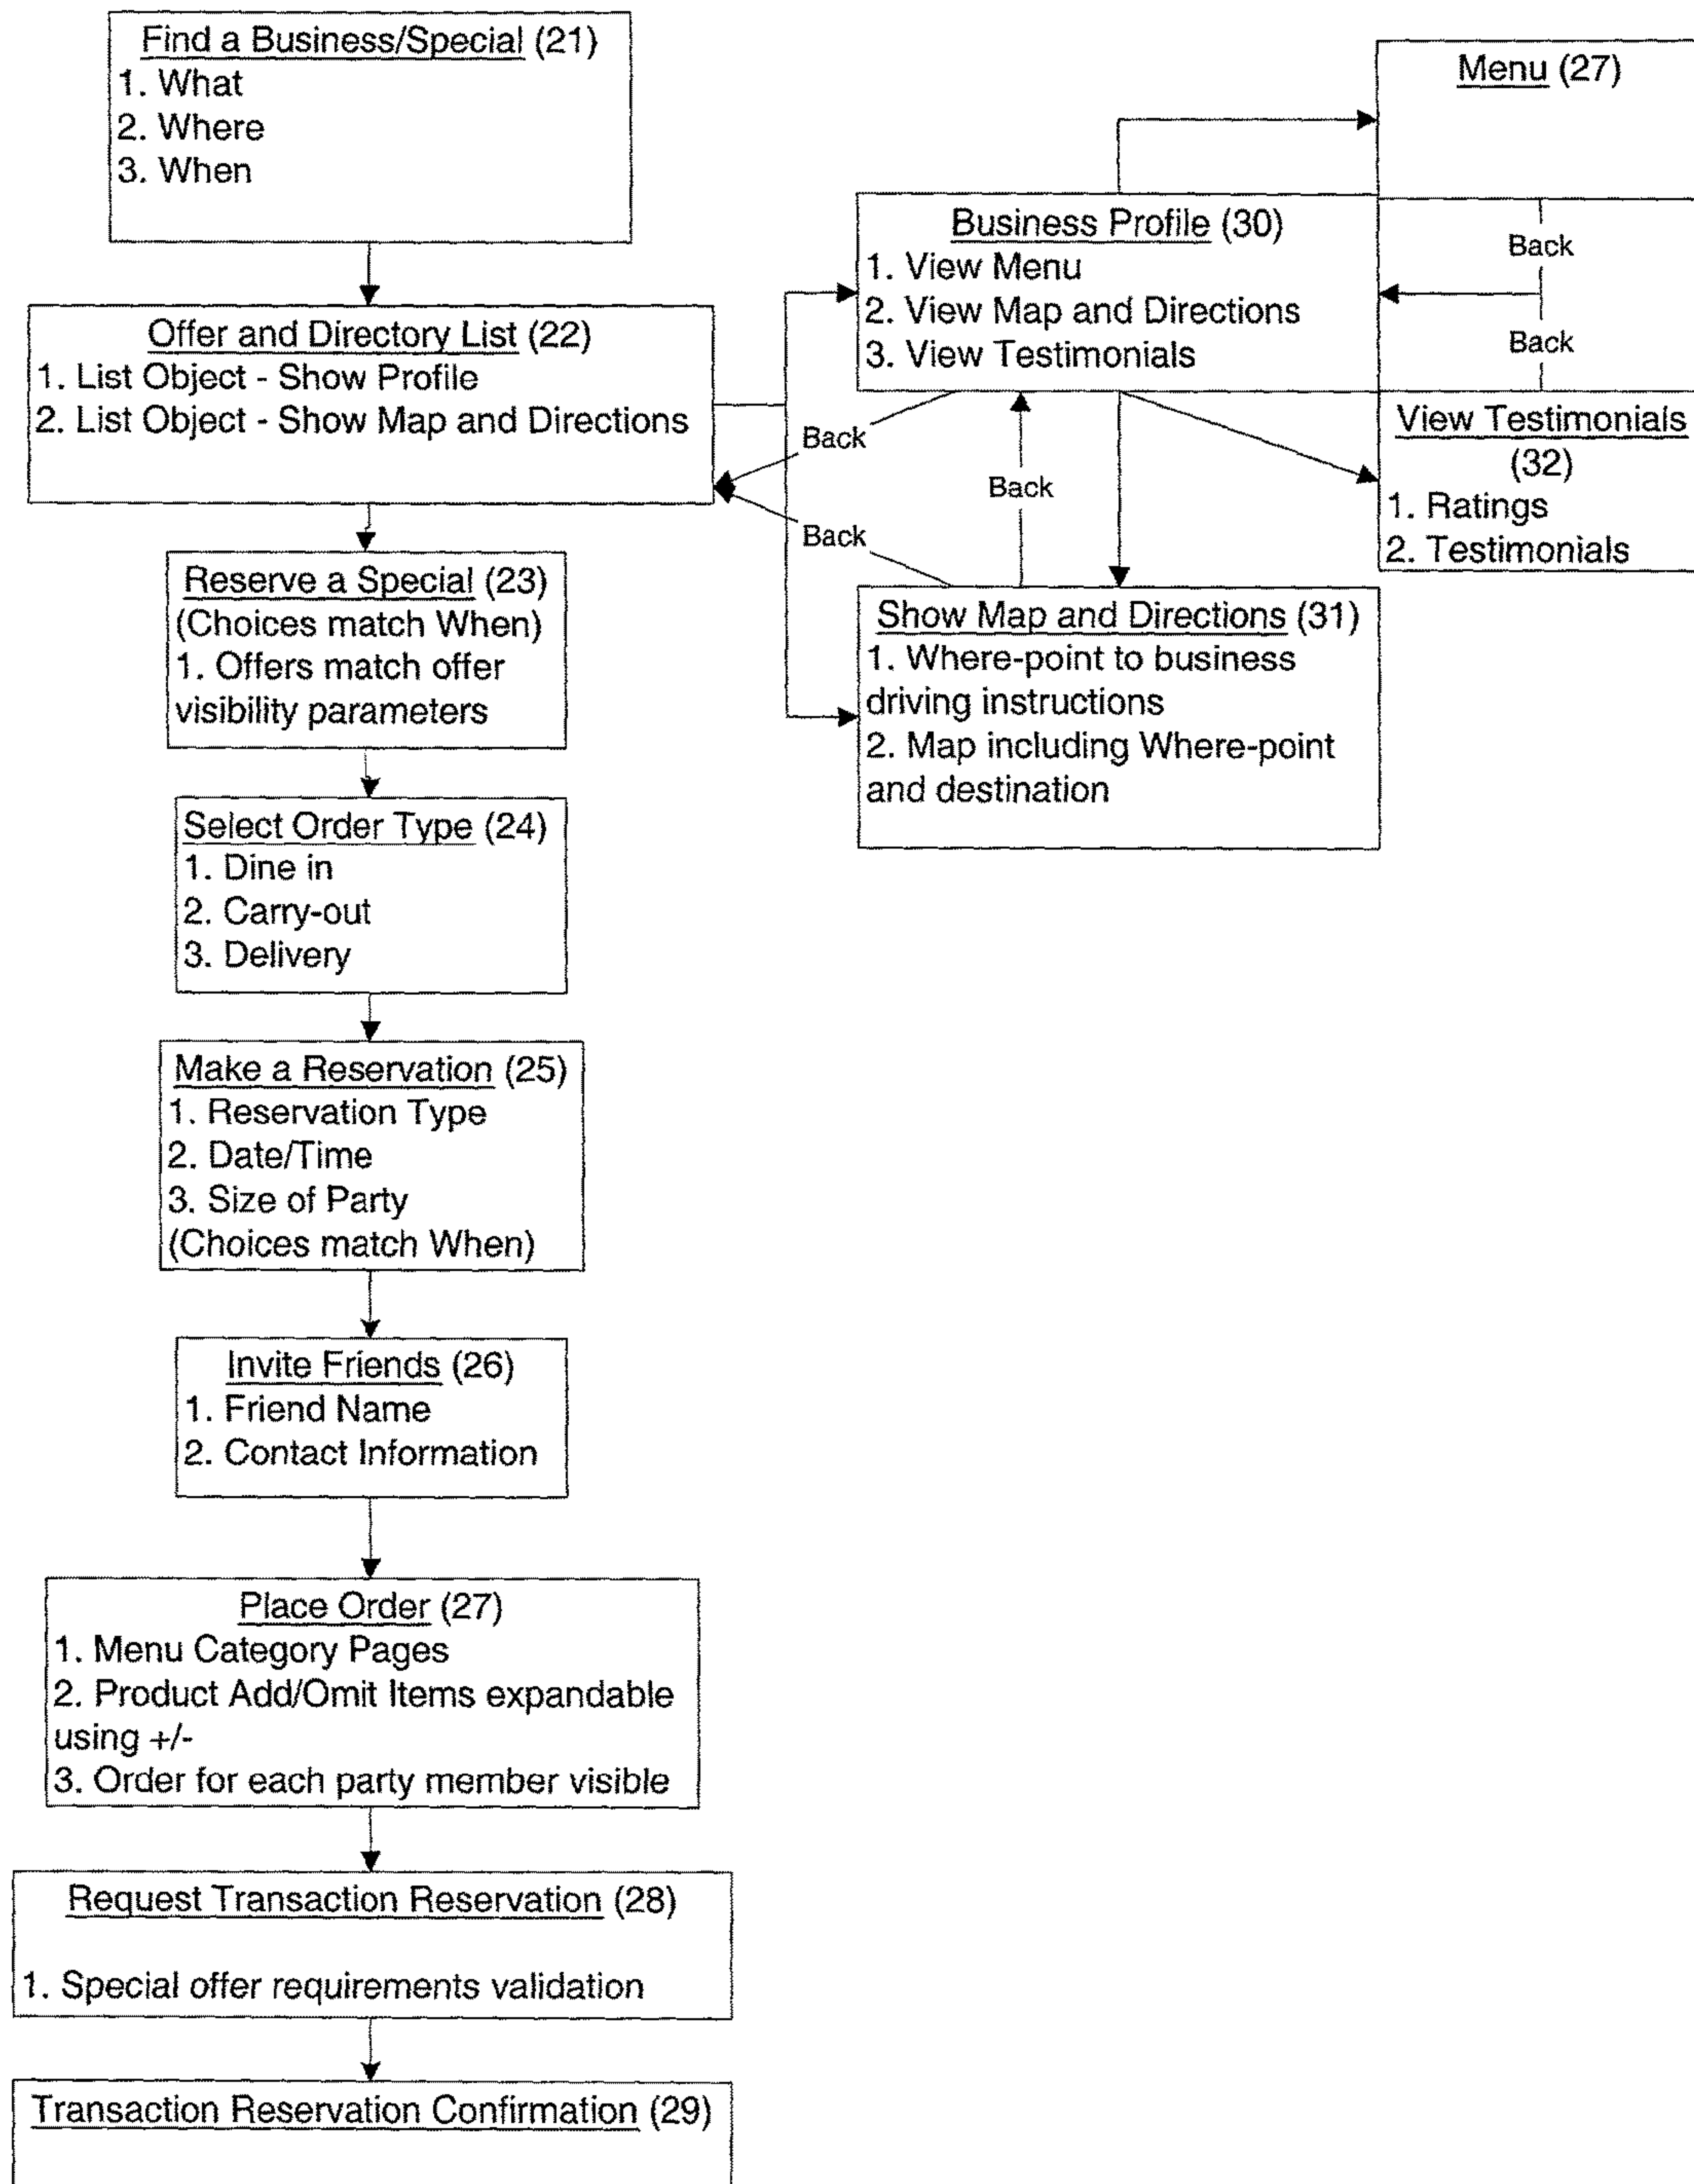 Find a Business/Special (21)
1. What
2. Where
3. When
Offer and Directory List (22)
1. List Object - Show Profile
2. List Object - Show Map and Directions
Reserve a Special (23)
(Choices match When)
1. Offers match offer
visibility parameters
Select Order Type (24)
1. Dine in
2. Carry-out
3. Delivery
Make a Reservation (25)
1. Reservation Type
2. Date/Time
3. Size of Party
(Choices match When)
Invite Friends (26)
1. Friend Name
2. Contact Information
Place Order (27)
1. Menu Category Pages
2. Product Add/Omit Items expandable
using +/-
3. Order for each party member visible
Request Transaction Reservation (28)
1. Special offer requirements validation
Transaction Reservation Confirmation (29)
Business Profile (30)
1. View Menu
2. View Map and Directions
3. View Testimonials
Back
Back
Back
Show Map and Directions (31)
1. Where-point to business
driving instructions
2. Map including Where-point
and destination
Menu (27)
Back
Back
View Testimonials
(32)
1. Ratings
2. Testimonials